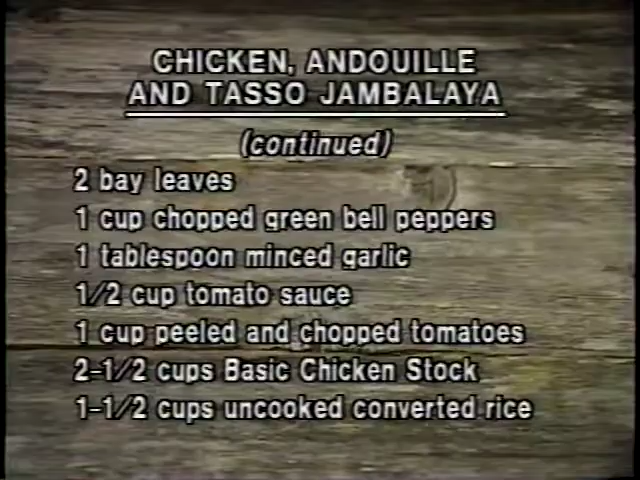 CHICKEN, ANDOUILLE
AND TASSO JAMBALAYA
(continued)
2 bay leaves
1 cup chopped green bell peppers
1 tablespoon minced garlic
1/2 cup tomato sauce
1 cup peeled and chopped tomatoes
2-1/2 cups Basic Chicken Stock
1-1/2 cups uncooked converted rice